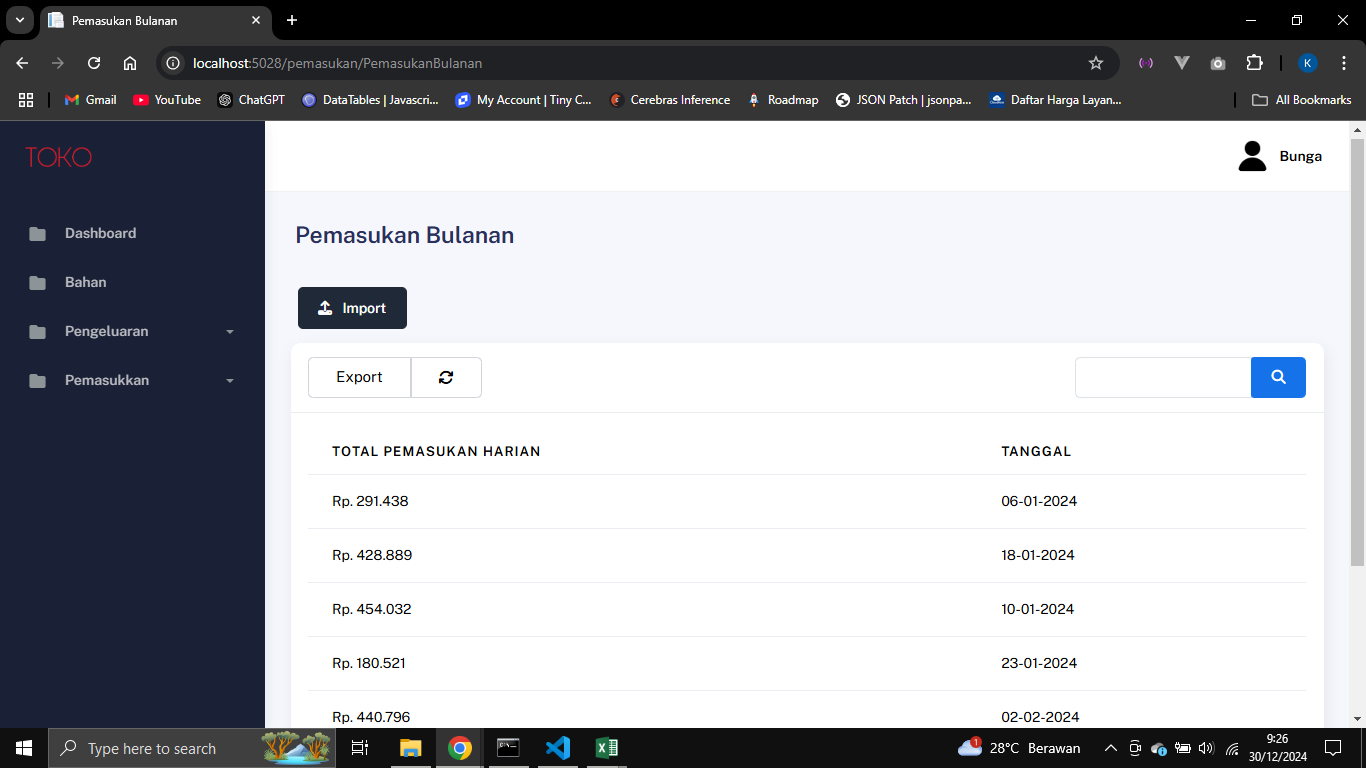 Pemasukan Bulanan
localhost:5028/pemasukan/PemasukanBulanan
K
Gmail
YouTube
ChatGPT
DataTables | Javascri...
My Account | Tiny C...
Cerebras Inference
Roadmap
JSON Patch | jsonpa...
Daftar Harga Layan...
All Bookmarks
TOKO
Bunga
Dashboard
Bahan
Pengeluaran
Pemasukkan
Pemasukan Bulanan
Import
Export
TOTAL PEMASUKAN HARIAN TANGGAL
Rp. 291.438 06-01-2024
Rp. 428.889 18-01-2024
Rp. 454.032 10-01-2024
Rp. 180.521 23-01-2024
Rp. 440.796 02-02-2024
Type here to search
1
28°C Berawan
9:26
30/12/2024